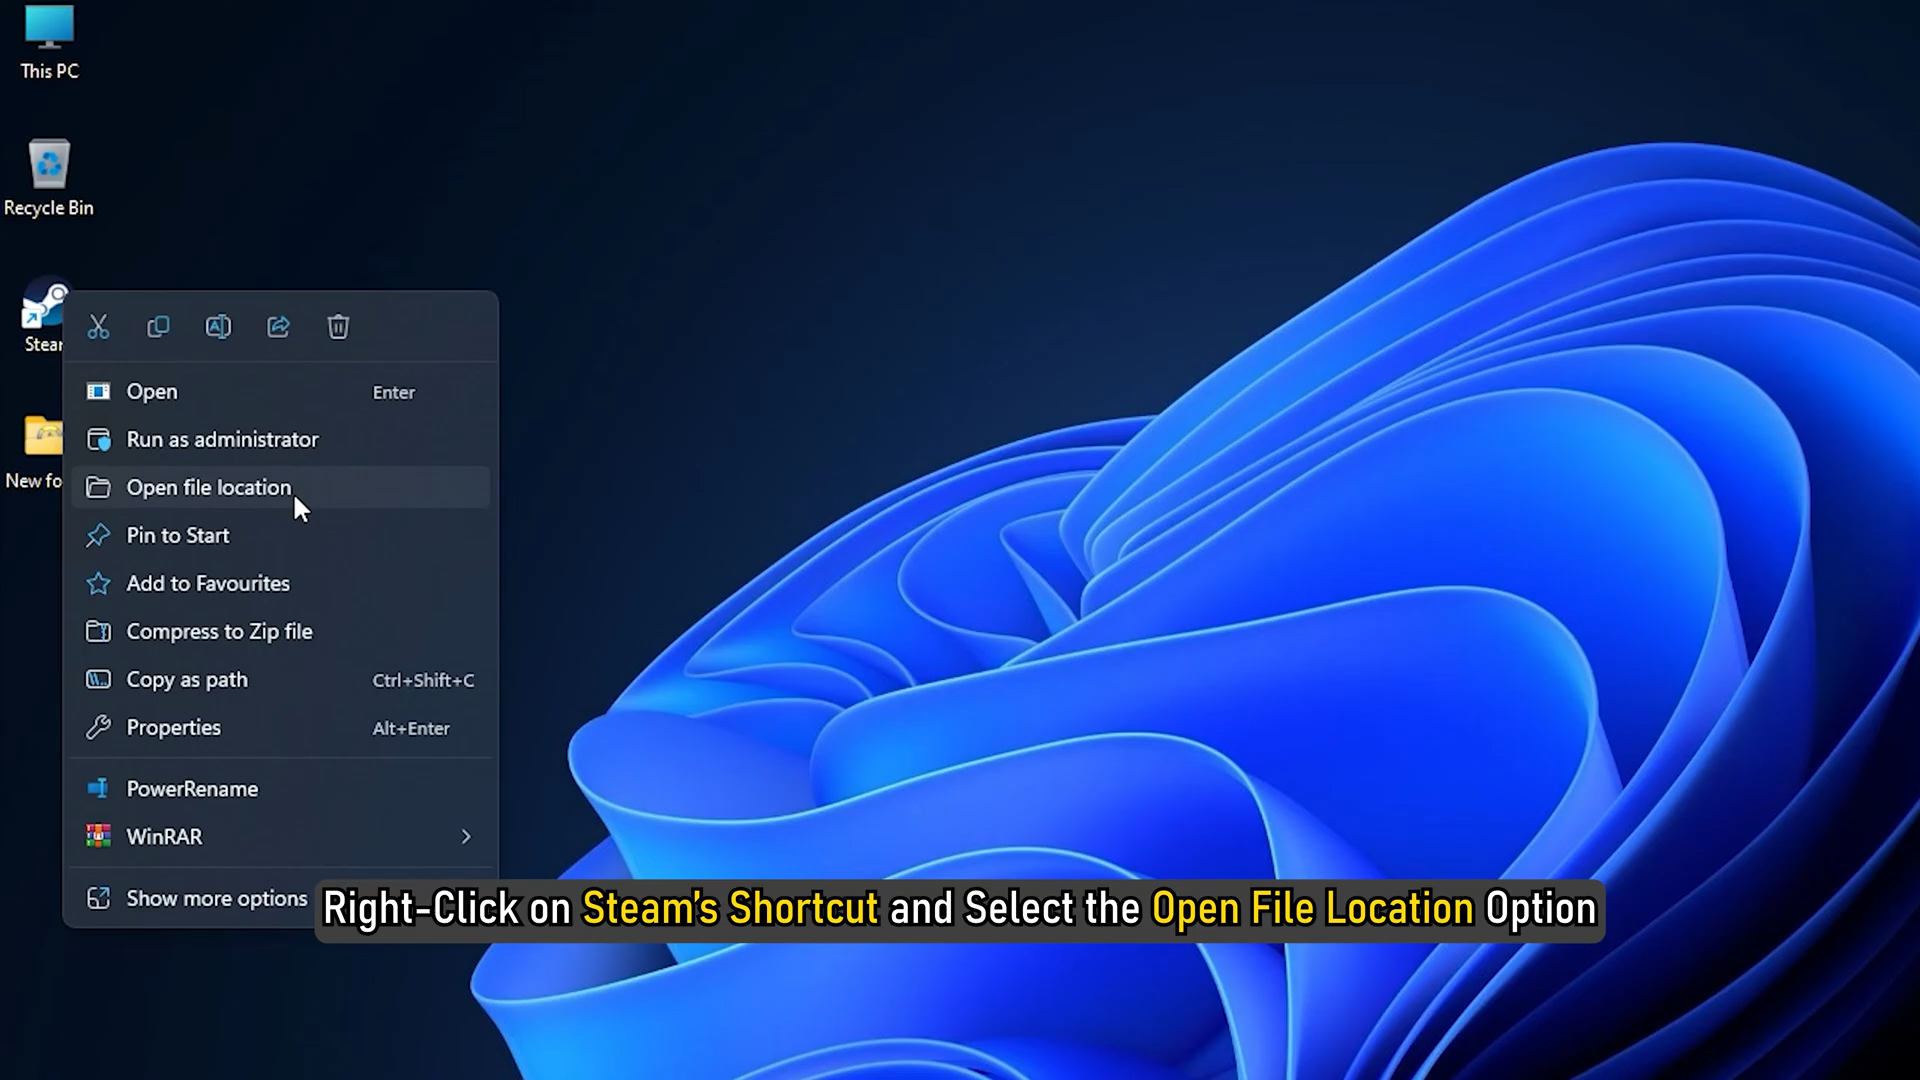 This PC
Recycle Bin
Steam
New fo
Open Enter
Run as administrator
Open file location
Pin to Start
Add to Favourites
Compress to Zip file
Copy as path Ctrl+Shift+C
Properties Alt+Enter
PowerRename
WinRAR
Show more options
Right-Click on Steam's Shortcut and Select the Open File Location Option